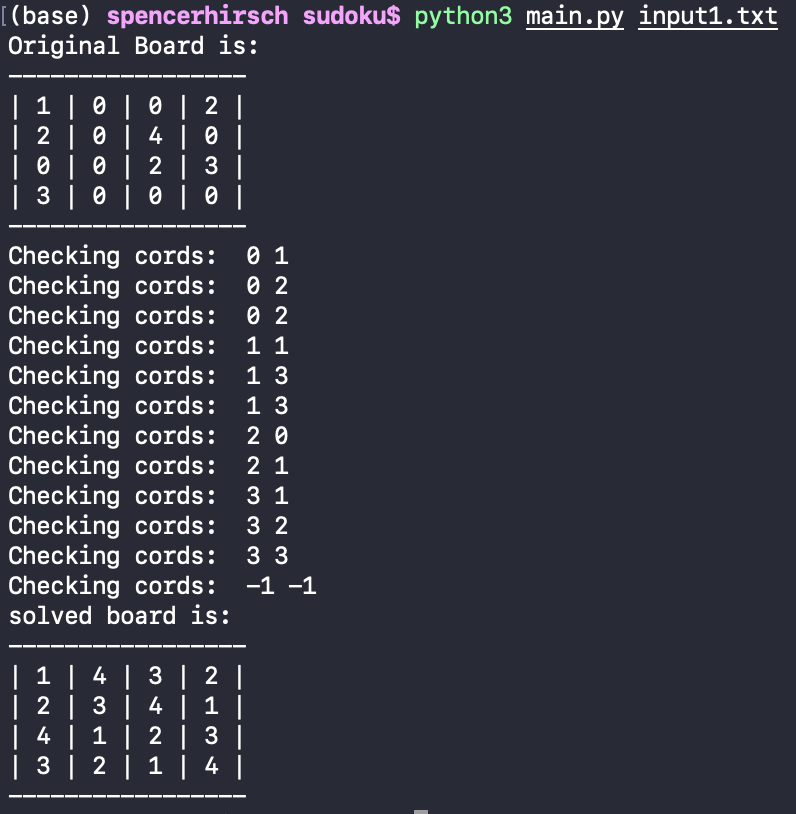 [(base) spencerhirsch sudoku$ python3 main.py input1.txt
Original Board is:
-----------------
| 1 | 0 | 0 | 2 |
| 2 | 0 | 4 | 0 |
| 0 | 0 | 2 | 3 |
| 3 | 0 | 0 | 0 |
-----------------
Checking cords:  0 1
Checking cords:  0 2
Checking cords:  0 2
Checking cords:  1 1
Checking cords:  1 3
Checking cords:  1 3
Checking cords:  2 0
Checking cords:  2 1
Checking cords:  3 1
Checking cords:  3 2
Checking cords:  3 3
Checking cords:  -1 -1
solved board is:
-----------------
| 1 | 4 | 3 | 2 |
| 2 | 3 | 4 | 1 |
| 4 | 1 | 2 | 3 |
| 3 | 2 | 1 | 4 |
-----------------